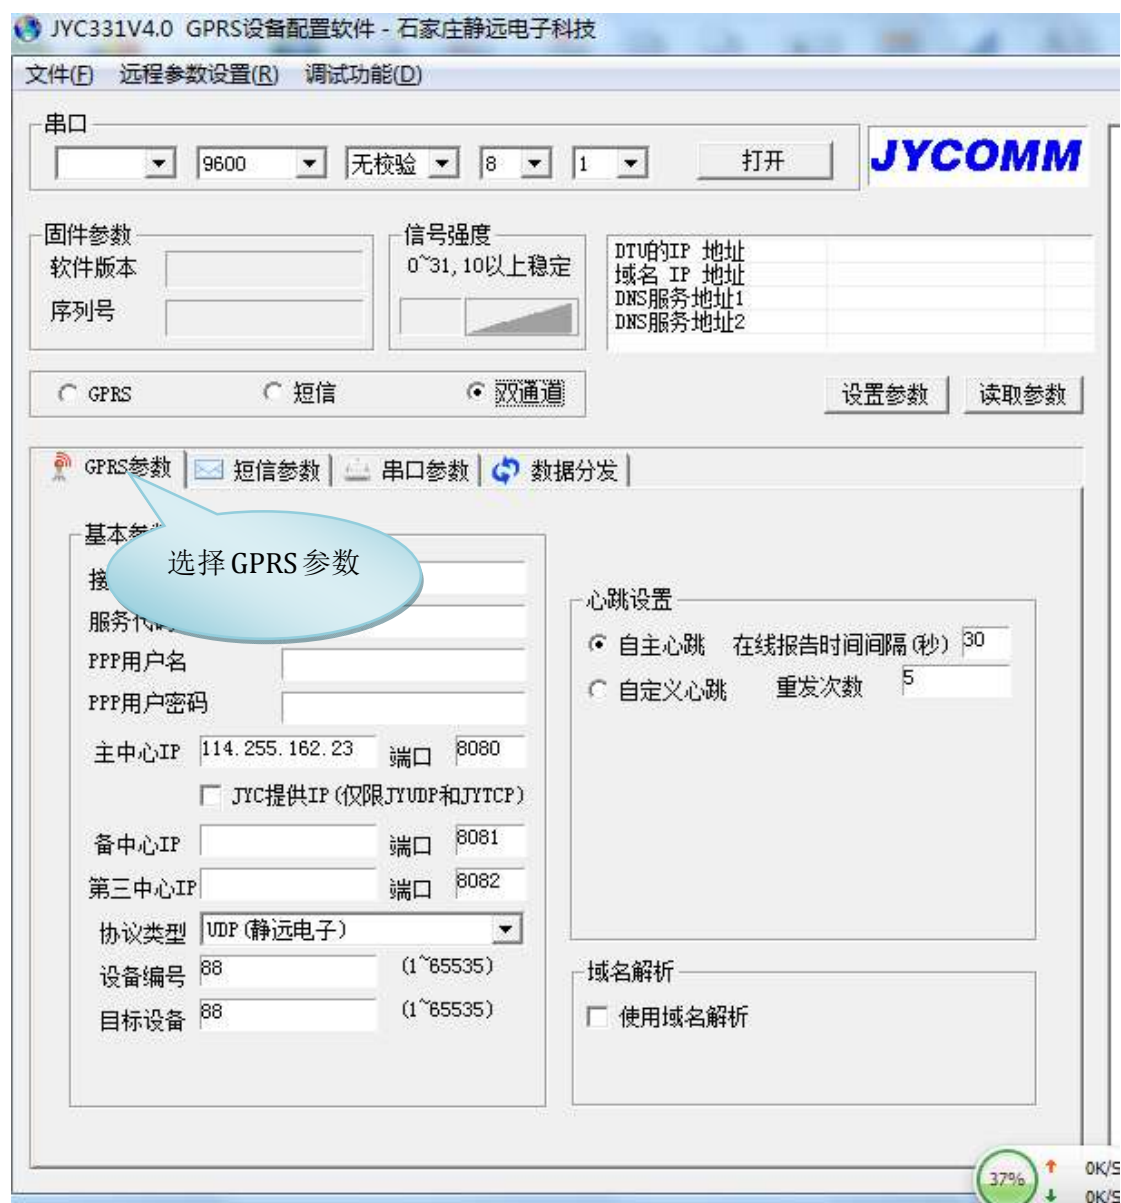 JYC331V4.0 GPRS设备配置软件 - 石家庄静远电子科技
文件(F) 远程参数设置(R) 调试功能(D)
串口
9600 无校验 8 1 打开 JYCOMM
固件参数
软件版本
序列号
信号强度
0~31,10以上稳定
DTU的IP 地址
域名 IP 地址
DNS服务地址1
DNS服务地址2
GPRS 短信 双通道 设置参数 读取参数
GPRS参数 短信参数 串口参数 数据分发
选择GPRS参数
基本参
接
服务代
PPP用户名
PPP用户密码
主中心IP 114.255.162.23 端口 8080
JYC提供IP(仅限JYUDP和JYTCP)
备中心IP 端口 8081
第三中心IP 端口 8082
协议类型 UDP(静远电子)
设备编号 88 (1~65535)
目标设备 88 (1~65535)
心跳设置
自主心跳 在线报告时间间隔(秒) 30
自定义心跳 重发次数 5
域名解析
使用域名解析
37% 0K/S
0K/S